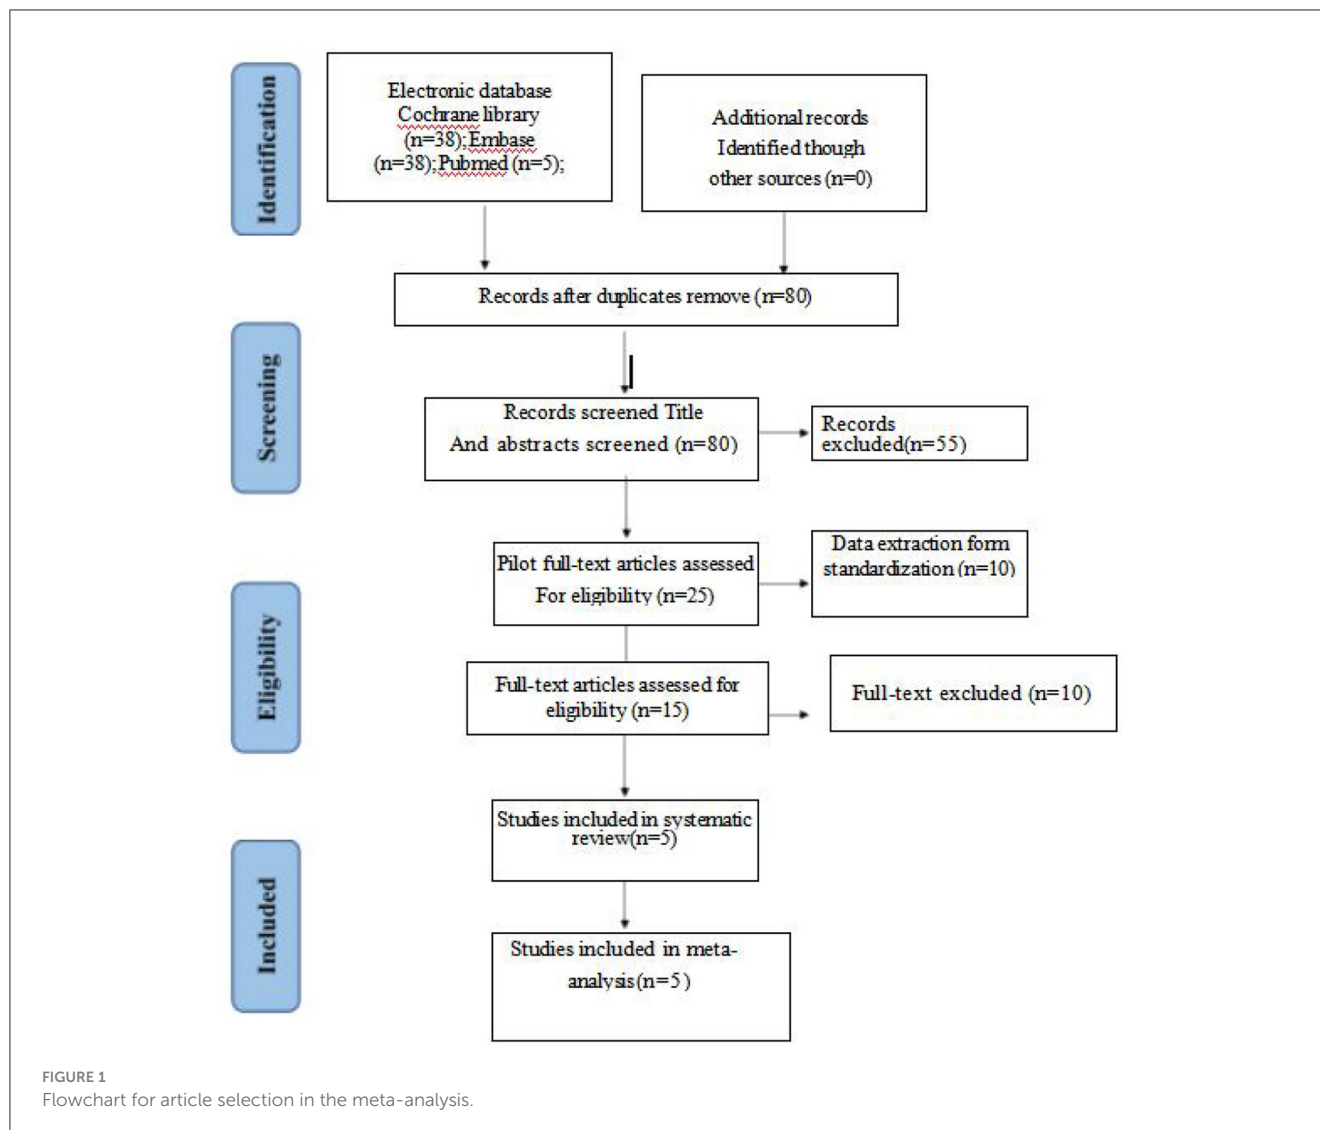 Identification
Electronic database
Cochrane library
(n=38);Embase
(n=38);Pubmed (n=5);
Additional records
Identified though
other sources (n=0)
Records after duplicates remove (n=80)
Screening
Records screened Title
And abstracts screened (n=80)
Records
excluded(n=55)
Eligibility
Pilot full-text articles assessed
For eligibility (n=25)
Data extraction form
standardization (n=10)
Full-text articles assessed for
eligibility (n=15)
Full-text excluded (n=10)
Included
Studies included in systematic
review(n=5)
Studies included in meta-
analysis(n=5 )
FIGURE 1
Flowchart for article selection in the meta-analysis.